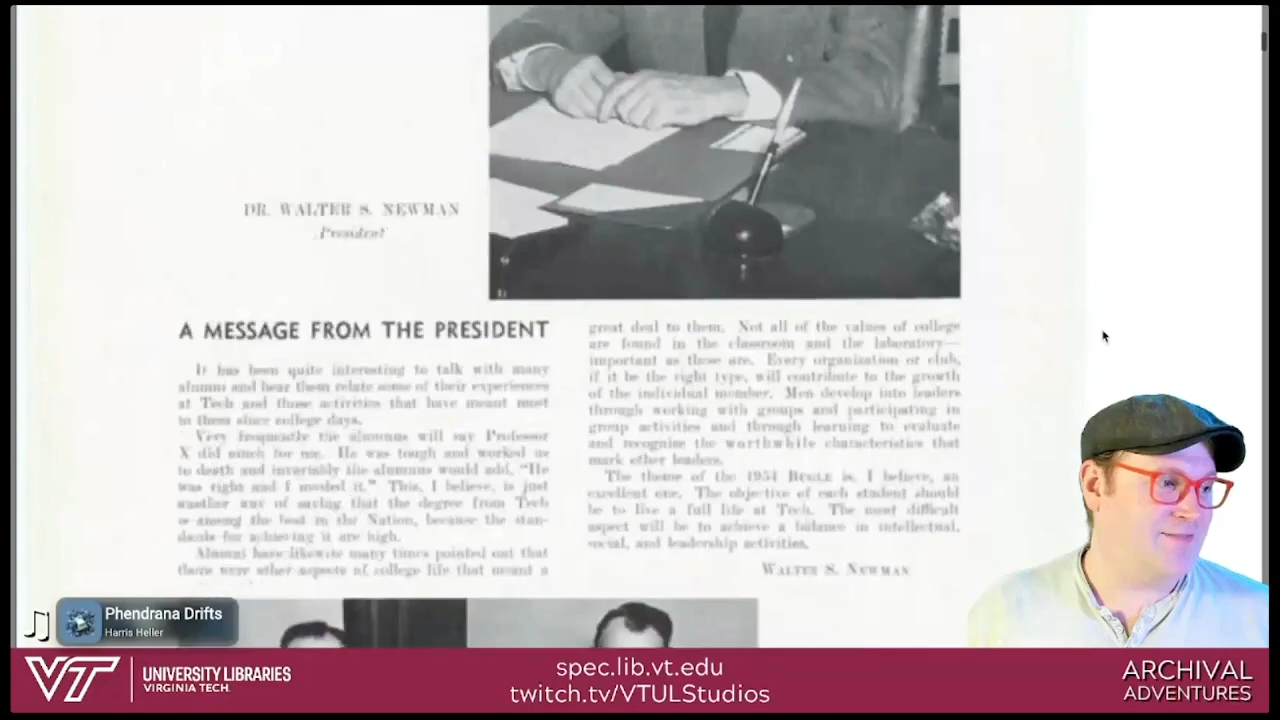 DR. WALTER S. NEWMAN
President
A MESSAGE FROM THE PRESIDENT
It has been quite interesting to talk with many
alumni and hear them relate some of their experiences
at Tech and those activities that have meant most
to them since college days.
Very frequently the alumnus will say Professor
X did much for me. He was tough and worked us
to death and invariably the alumnus would add, "He
was right and I needed it." This, I believe, is just
another way of saying that the degree from Tech
is among the best in the Nation, because the stan-
dards for achieving it are high.
Alumni have likewise many times pointed out that
there were other aspects of college life that meant a
great deal to them. Not all of the values of college
are found in the classroom and the laboratory—
important as these are. Every organization or club,
if it be the right type, will contribute to the growth
of the individual member. Men develop into leaders
through working with groups and participating in
group activities and through learning to evaluate
and recognize the worthwhile characteristics that
mark other leaders.
The theme of the 1954 BUGLE is, I believe, an
excellent one. The objective of each student should
be to live a full life at Tech. The most difficult
aspect will be to achieve a balance in intellectual,
social, and leadership activities.
WALTER S. NEWMAN
Phendrana Drifts
Harris Heller
VT
UNIVERSITY LIBRARIES
VIRGINIA TECH.
spec.lib.vt.edu
twitch.tv/VTULStudios
ARCHIVAL
ADVENTURES